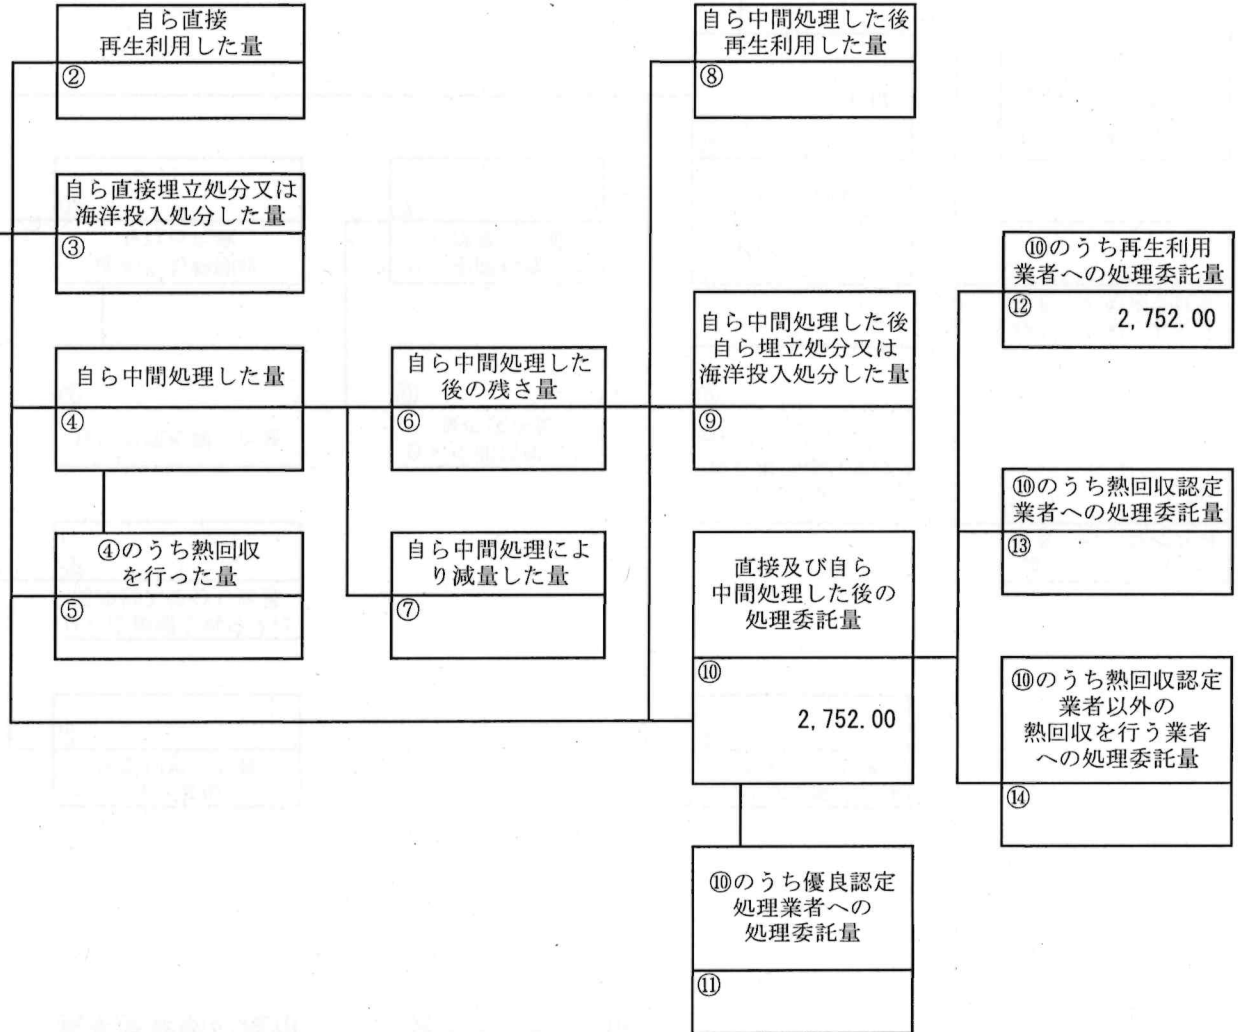 自ら直接
再生利用した量
②
自ら直接埋立処分又は
海洋投入処分した量
③
自ら中間処理した量
④
④のうち熱回収
を行った量
⑤
自ら中間処理した
後の残さ量
⑥
自ら中間処理によ
り減量した量
⑦
自ら中間処理した後
再生利用した量
⑧
自ら中間処理した後
自ら埋立処分又は
海洋投入処分した量
⑨
直接及び自ら
中間処理した後の
処理委託量
⑩
2,752.00
⑩のうち優良認定
処理業者への
処理委託量
⑪
⑩のうち再生利用
業者への処理委託量
⑫
2,752.00
⑩のうち熱回収認定
業者への処理委託量
⑬
⑩のうち熱回収認定
業者以外の
熱回収を行う業者
への処理委託量
⑭